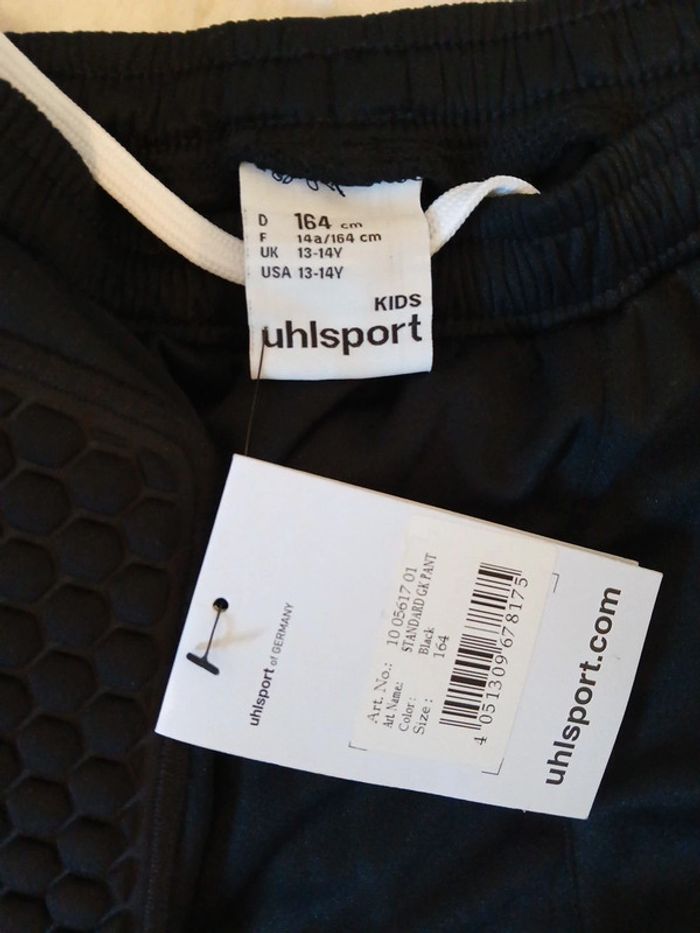 D 164 cm
F 14a/164 cm
UK 13-14Y
USA 13-14Y
KIDS
uhlsport
uhlsport of GERMANY
Art. No.: 10 05617 01
Art Name: STANDARD GK PANT
Color: Black
Size: 164
4 051309 678175
uhlsport.com